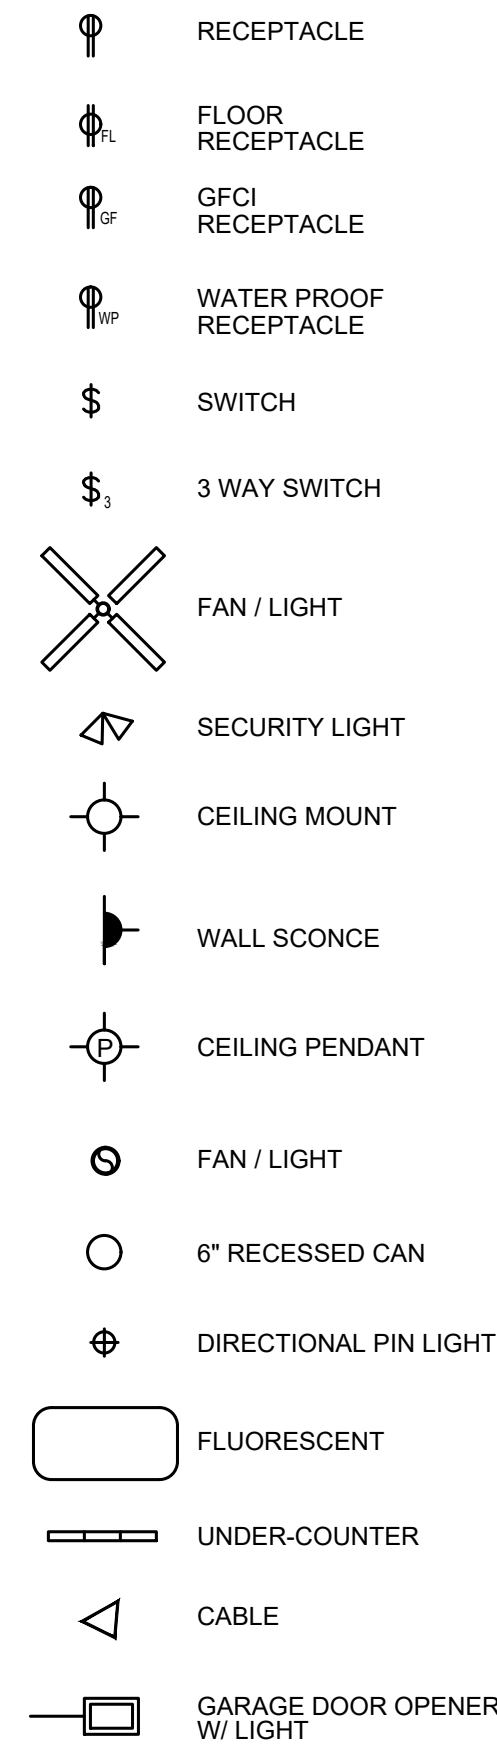 RECEPTACLE
FL
FLOOR
RECEPTACLE
GF
GFCI
RECEPTACLE
WP
WATER PROOF
RECEPTACLE
$ SWITCH
$3 3 WAY SWITCH
FAN / LIGHT
SECURITY LIGHT
CEILING MOUNT
WALL SCONCE
P CEILING PENDANT
FAN / LIGHT
6" RECESSED CAN
DIRECTIONAL PIN LIGHT
FLUORESCENT
UNDER-COUNTER
CABLE
GARAGE DOOR OPENER
W/ LIGHT